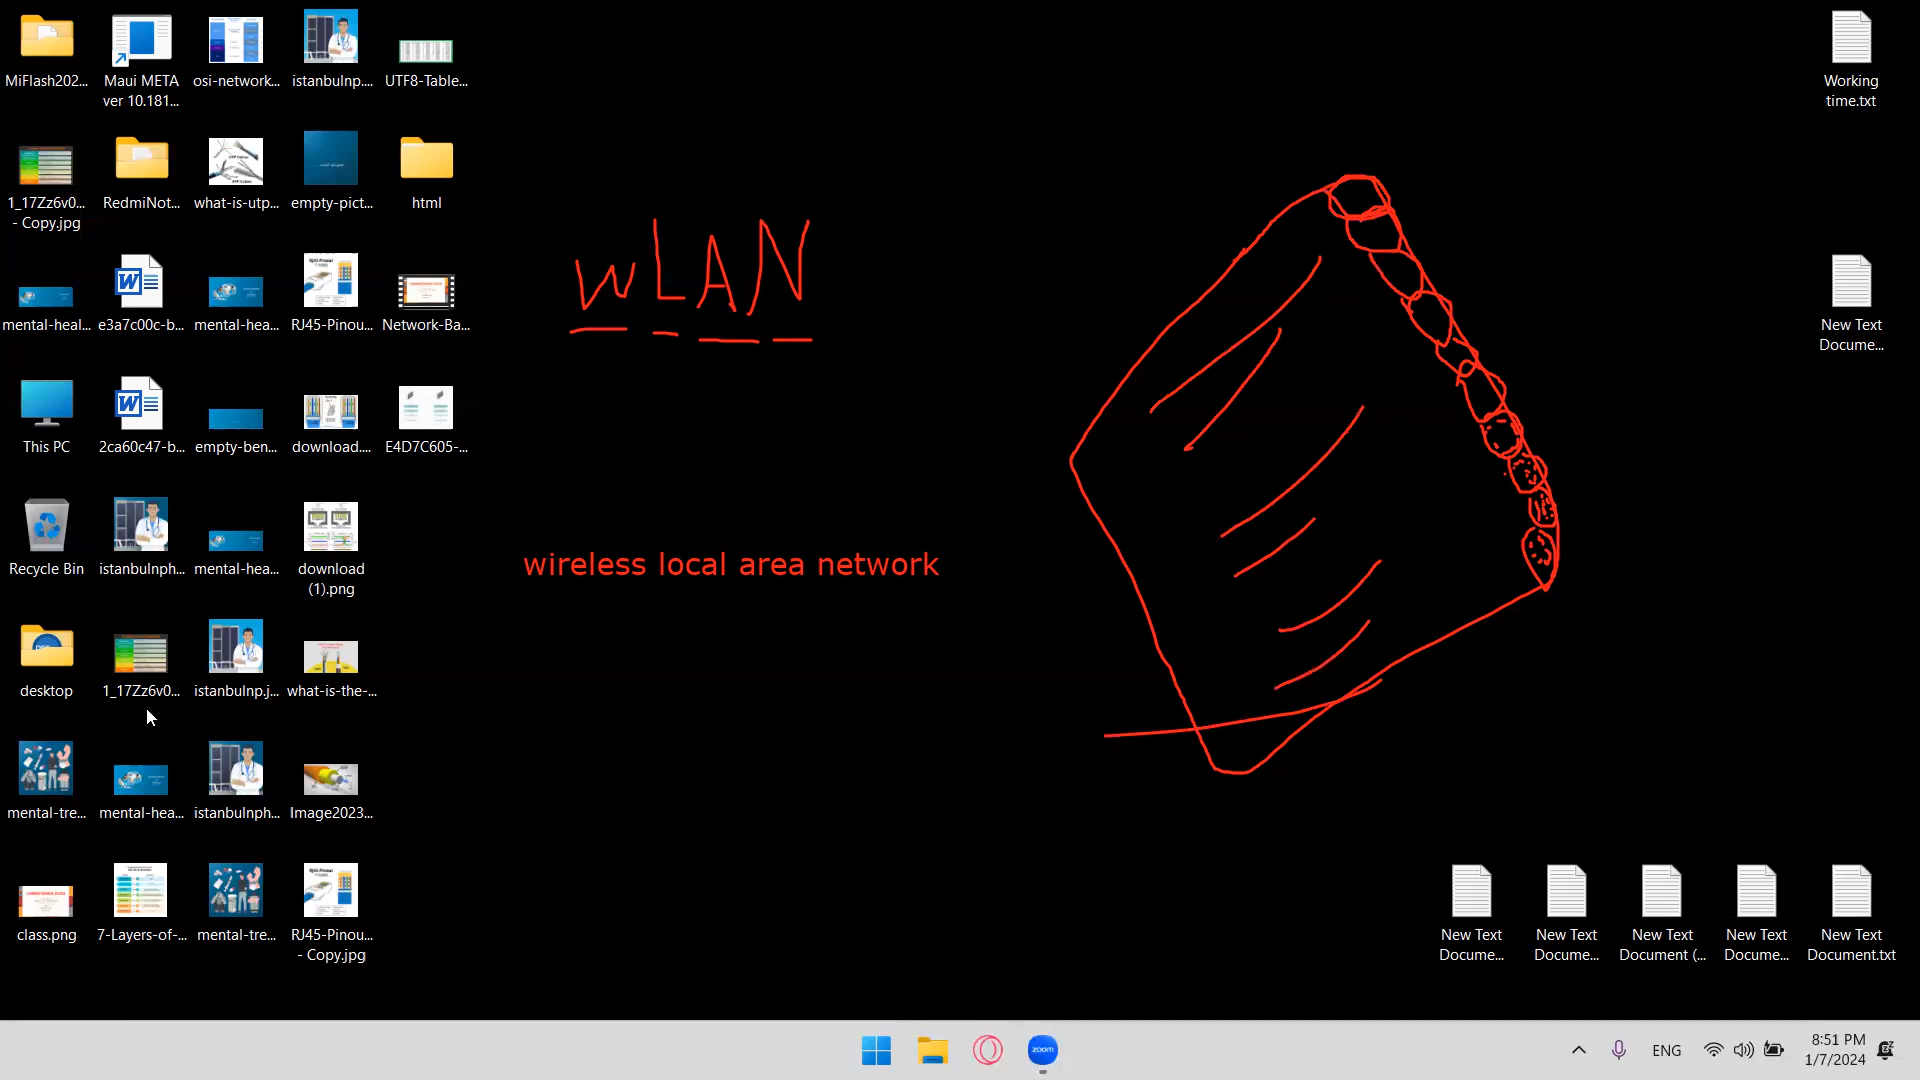 MiFlash202...
Maui META
ver 10.181...
osi-network...
istanbulnp....
UTF8-Table...
Working
time.txt
1_17Zz6v0...
- Copy.jpg
RedmiNot...
what-is-utp...
empty-pict...
html
WLAN
mental-heal...
e3a7c00c-b...
mental-hea...
RJ45-Pinou...
Network-Ba...
New Text
Docume...
This PC
2ca60c47-b...
empty-ben...
download....
E4D7C605-...
Recycle Bin
istanbulnph...
mental-hea...
download
(1).png
wireless local area network
desktop
1_17Zz6v0...
istanbulnp.j...
what-is-the-...
mental-tre...
mental-hea...
istanbulnph...
Image2023...
class.png
7-Layers-of-...
mental-tre...
RJ45-Pinou...
- Copy.jpg
New Text
Docume...
New Text
Docume...
New Text
Document (...
New Text
Docume...
New Text
Document.txt
zoom
ENG
8:51 PM
1/7/2024